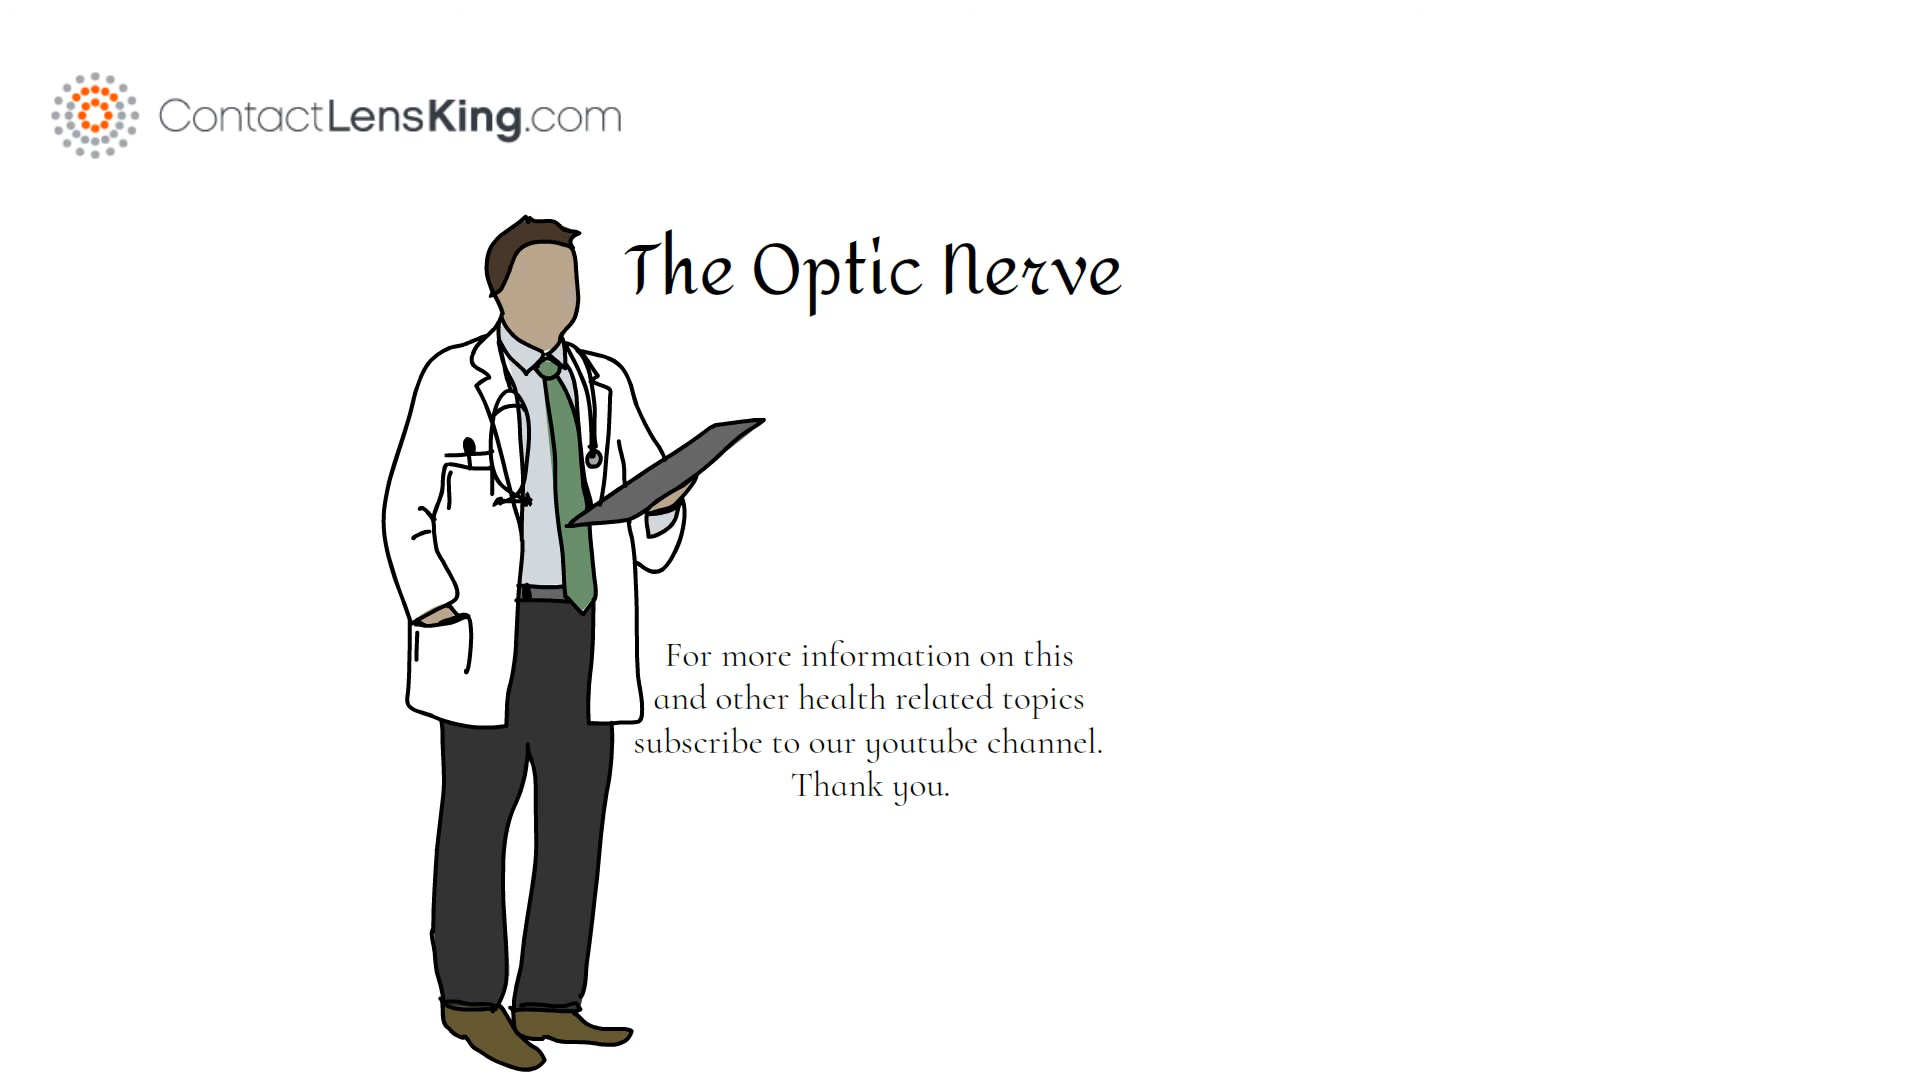 ContactLensKing.com
The Optic Nerve
For more information on this
and other health related topics
subscribe to our youtube channel.
Thank you.